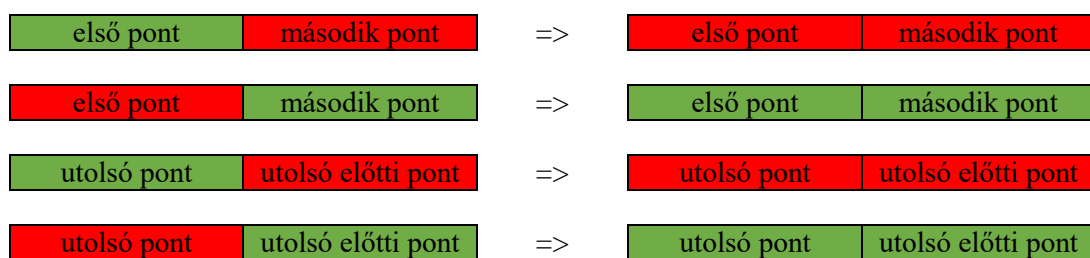 első pont második pont => első pont második pont
első pont második pont => első pont második pont
utolsó pont utolsó előtti pont => utolsó pont utolsó előtti pont
utolsó pont utolsó előtti pont => utolsó pont utolsó előtti pont